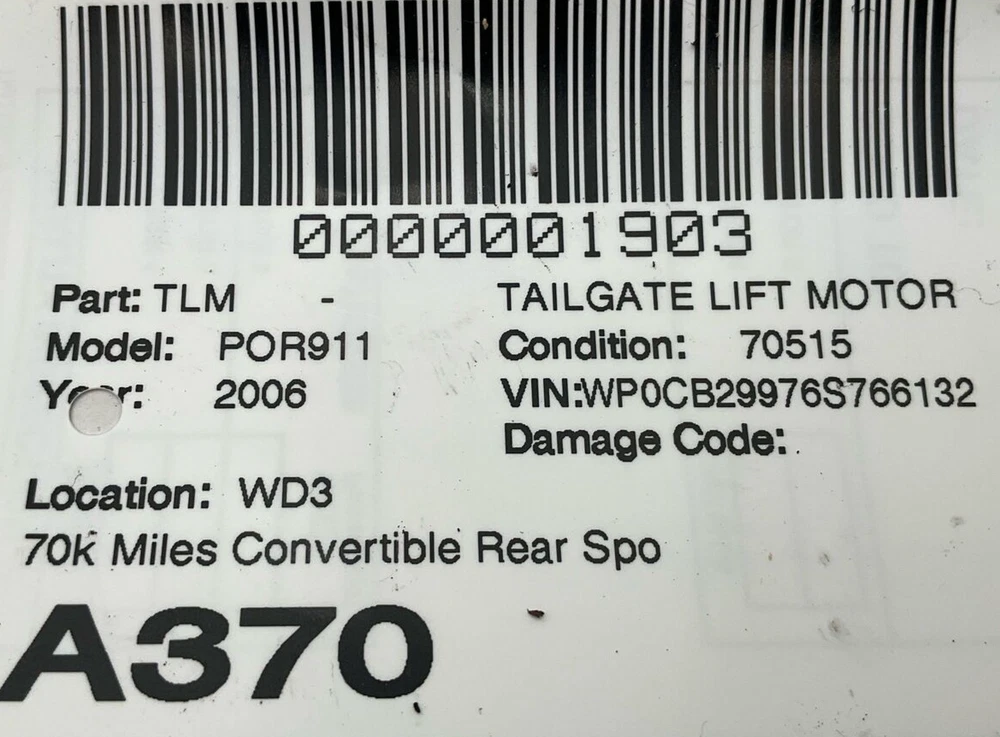 0000001903
Part: TLM - TAILGATE LIFT MOTOR
Model: POR911 Condition: 70515
Year: 2006 VIN:WP0CB29976S766132
Damage Code:
Location: WD3
70k Miles Convertible Rear Spo
A370